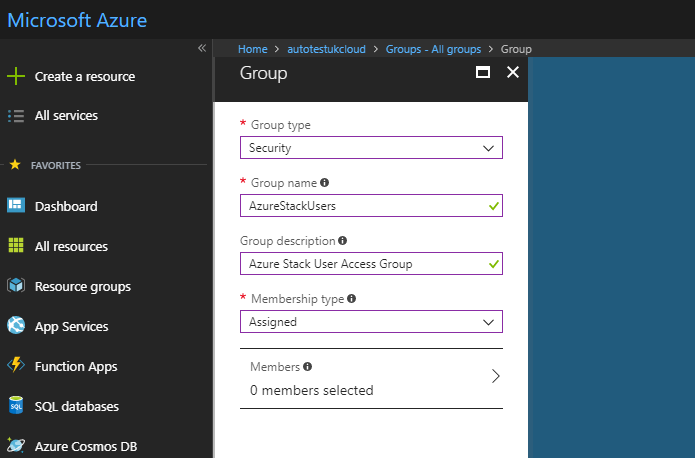 Microsoft Azure
« Home > autotestukcloud > Groups - All groups > Group
Create a resource
All services
FAVORITES
Dashboard
All resources
Resource groups
App Services
Function Apps
SQL databases
Azure Cosmos DB
Group
* Group type
Security
* Group name
AzureStackUsers
Group description
Azure Stack User Access Group
* Membership type
Assigned
Members
0 members selected